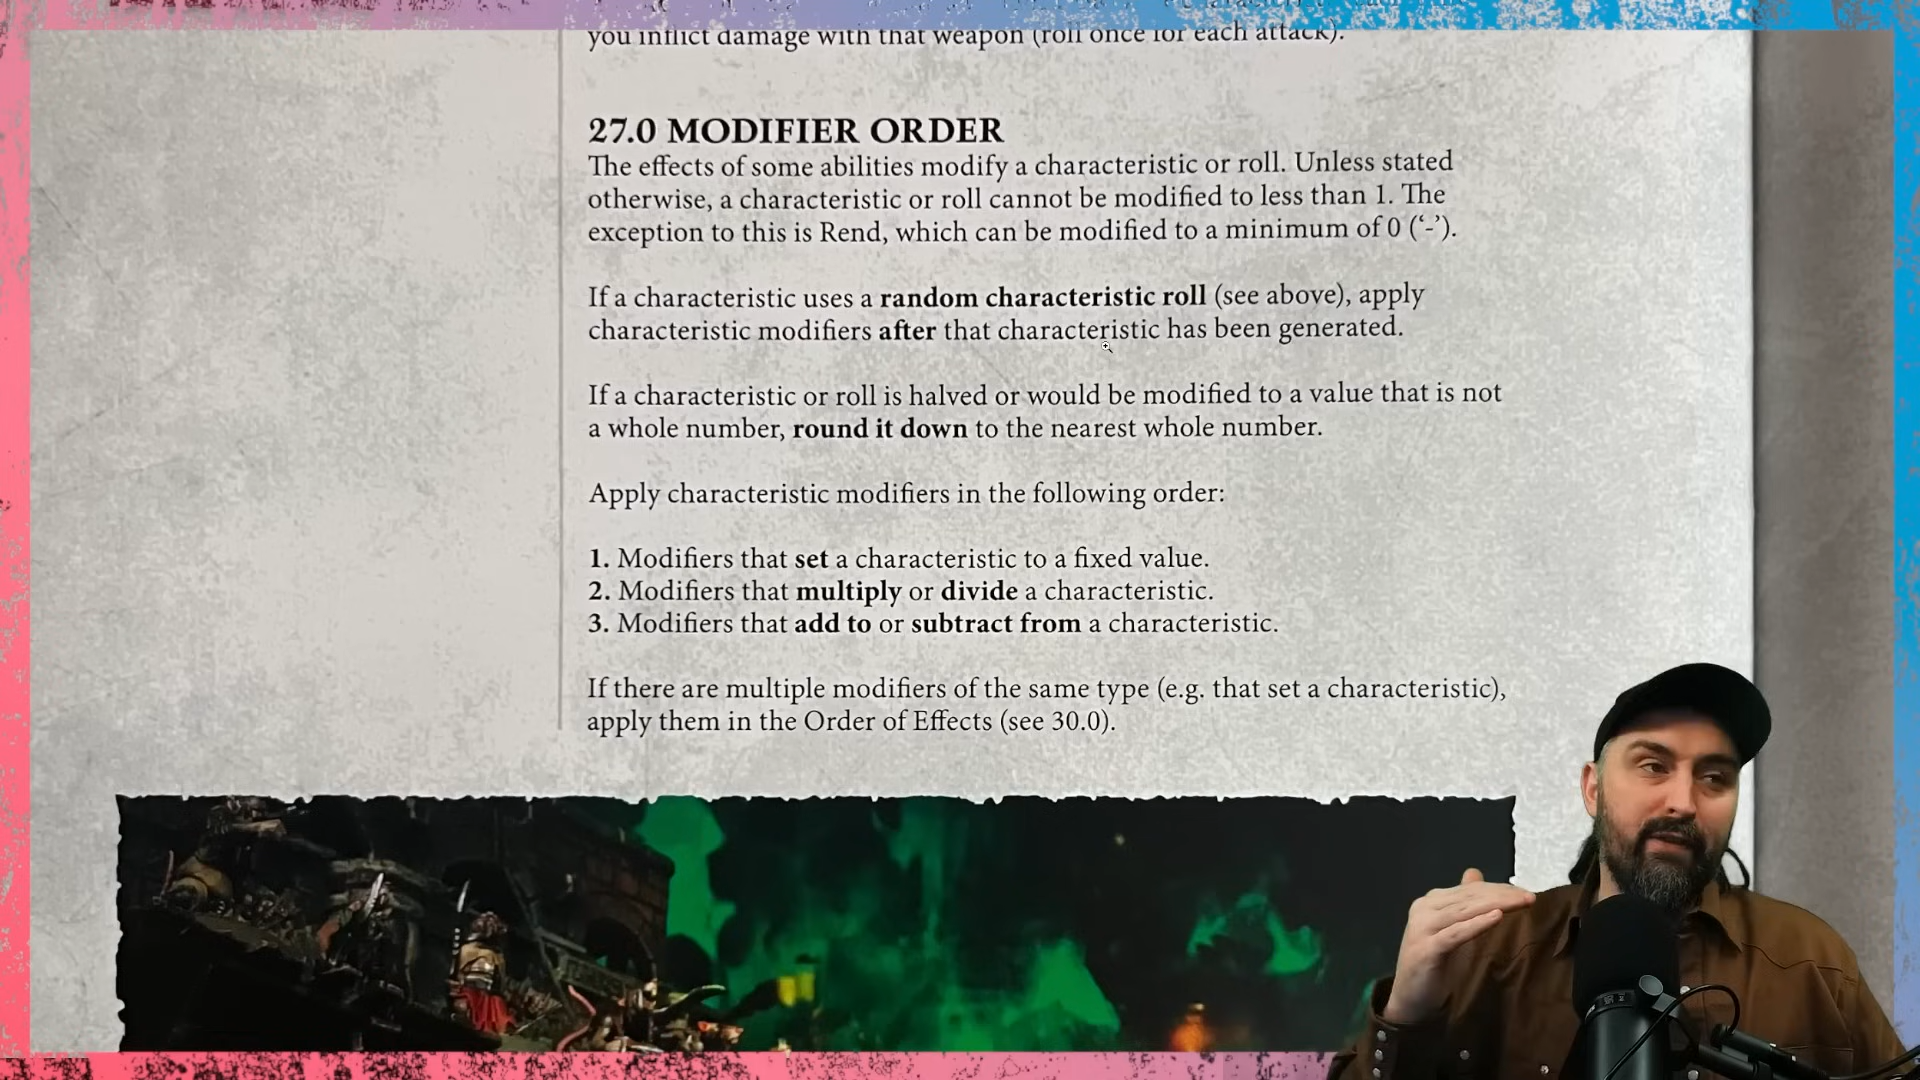 you inflict damage with that weapon (roll once for each attack).
27.0 MODIFIER ORDER
The effects of some abilities modify a characteristic or roll. Unless stated
otherwise, a characteristic or roll cannot be modified to less than 1. The
exception to this is Rend, which can be modified to a minimum of 0 (‘-’).
If a characteristic uses a random characteristic roll (see above), apply
characteristic modifiers after that characteristic has been generated.
If a characteristic or roll is halved or would be modified to a value that is not
a whole number, round it down to the nearest whole number.
Apply characteristic modifiers in the following order:
1. Modifiers that set a characteristic to a fixed value.
2. Modifiers that multiply or divide a characteristic.
3. Modifiers that add to or subtract from a characteristic.
If there are multiple modifiers of the same type (e.g. that set a characteristic),
apply them in the Order of Effects (see 30.0).